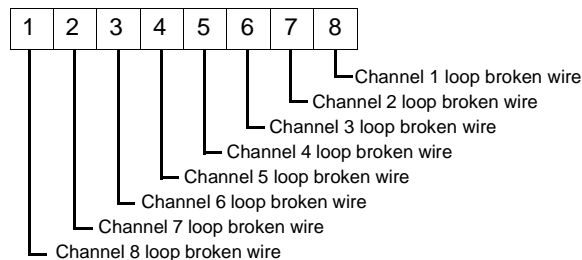 1 2 3 4 5 6 7 8
Channel 1 loop broken wire
Channel 2 loop broken wire
Channel 3 loop broken wire
Channel 4 loop broken wire
Channel 5 loop broken wire
Channel 6 loop broken wire
Channel 7 loop broken wire
Channel 8 loop broken wire